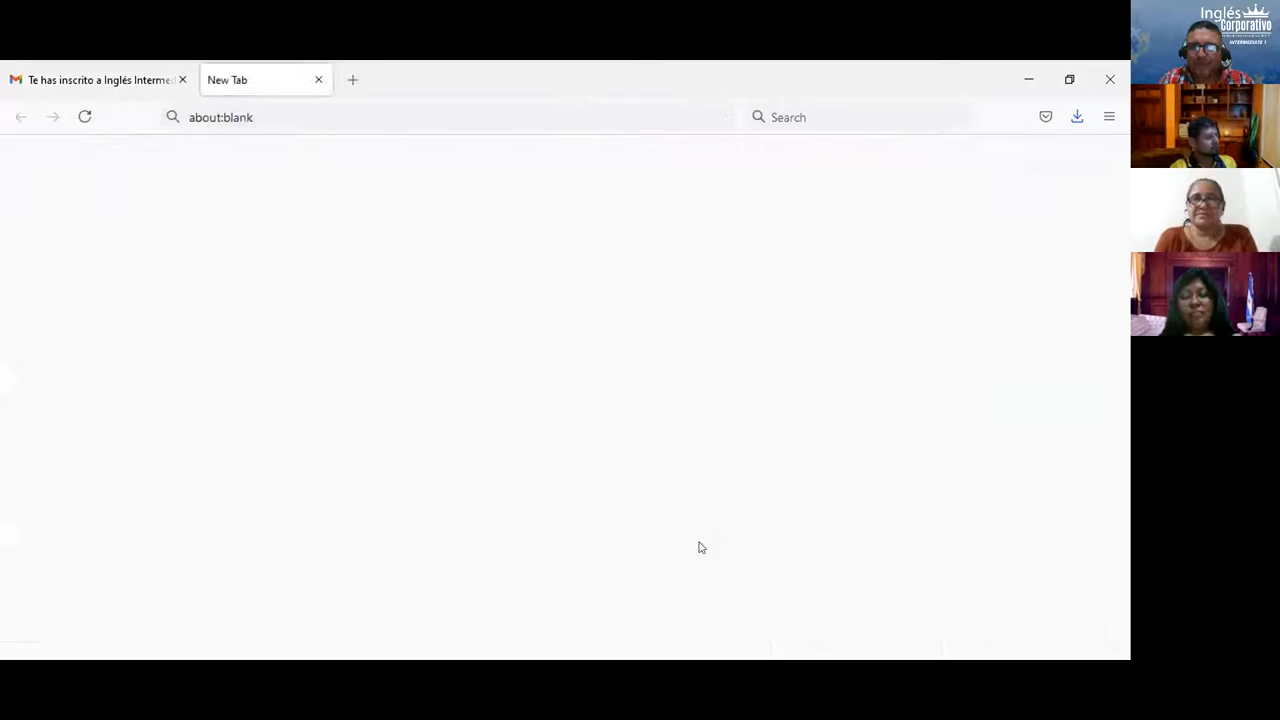 Te has inscrito a Inglés Intermed
New Tab
about:blank
Search
Inglés
Corporativo
INTERMEDIATE 1